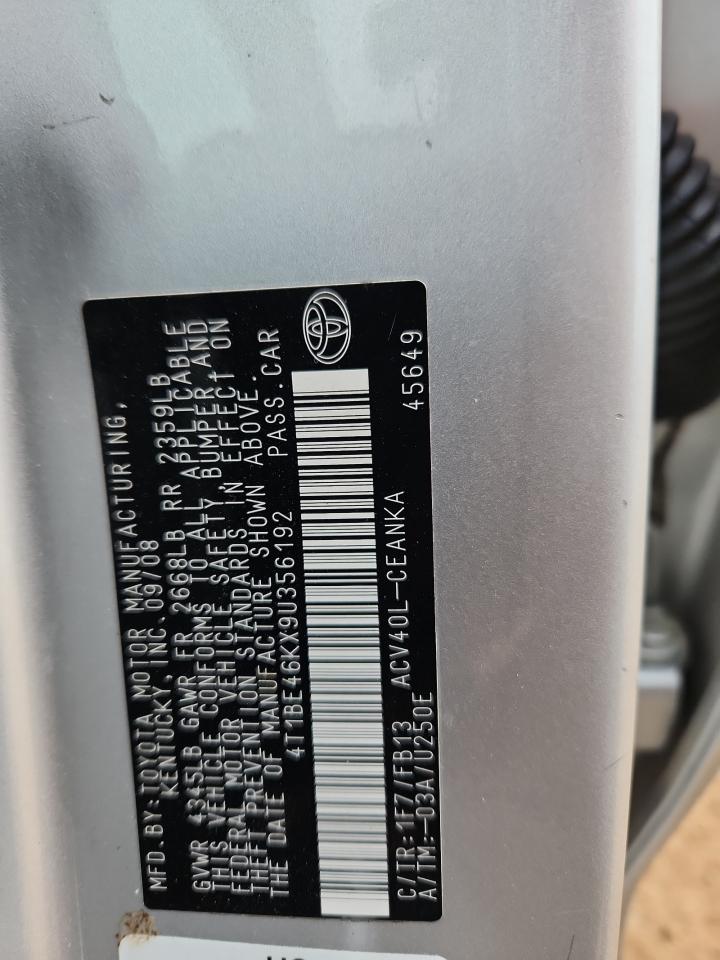 MFD.BY:TOYOTA MOTOR MANUFACTURING,
KENTUCKY, INC.09/08
GVWR 4345LB GAWR FR 2668LB RR 2359LB
THIS VEHICLE CONFORMS TO ALL APPLICABLE
FEDERAL MOTOR VEHICLE SAFETY, BUMPER AND
THEFT PREVENTION STANDARDS IN EFFECT ON
THE DATE OF MANUFACTURE SHOWN ABOVE.
4T1BE46KX9U356192 PASS.CAR
C/TR:1F7/FB13 ACV40L-CEANKA 45649
A/TM:-03A/U250E